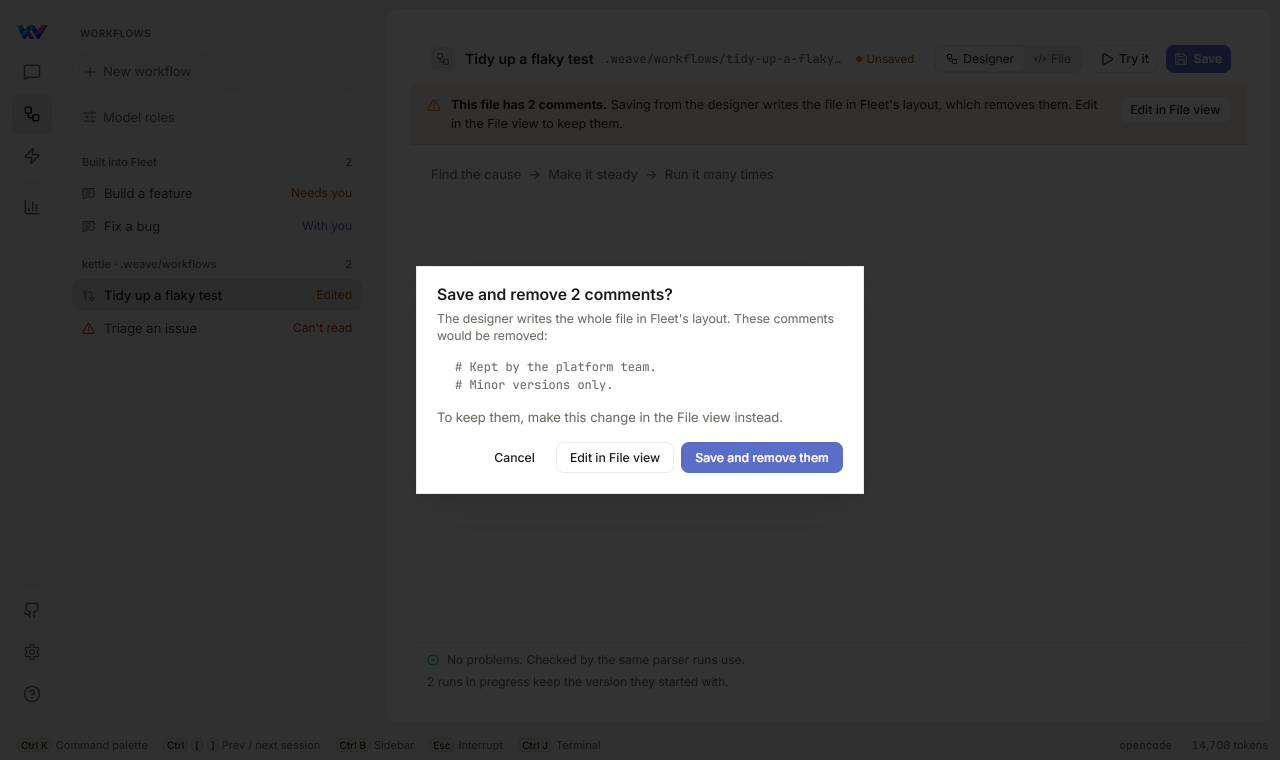 WORKFLOWS
New workflow
Model roles
Built into Fleet 2
Build a feature Needs you
Fix a bug With you
kettle · .weave/workflows 2
Tidy up a flaky test Edited
Triage an issue Can't read
Tidy up a flaky test .weave/workflows/tidy-up-a-flaky… Unsaved Designer File Try it Save
This file has 2 comments. Saving from the designer writes the file in Fleet's layout, which removes them. Edit
in the File view to keep them.
Edit in File view
Find the cause → Make it steady → Run it many times
Save and remove 2 comments?
The designer writes the whole file in Fleet's layout. These comments
would be removed:
# Kept by the platform team.
# Minor versions only.
To keep them, make this change in the File view instead.
Cancel Edit in File view Save and remove them
No problems. Checked by the same parser runs use.
2 runs in progress keep the version they started with.
Ctrl K Command palette Ctrl [ ] Prev / next session Ctrl B Sidebar Esc Interrupt Ctrl J Terminal opencode 14,708 tokens